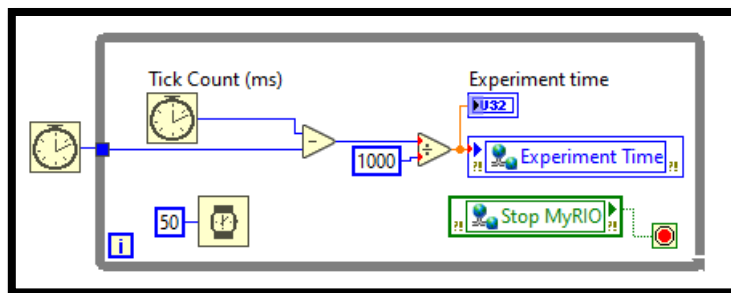 Tick Count (ms)
Experiment time
U32
1000
?!
Experiment Time
?!
50
?!
Stop MyRIO
?!
i